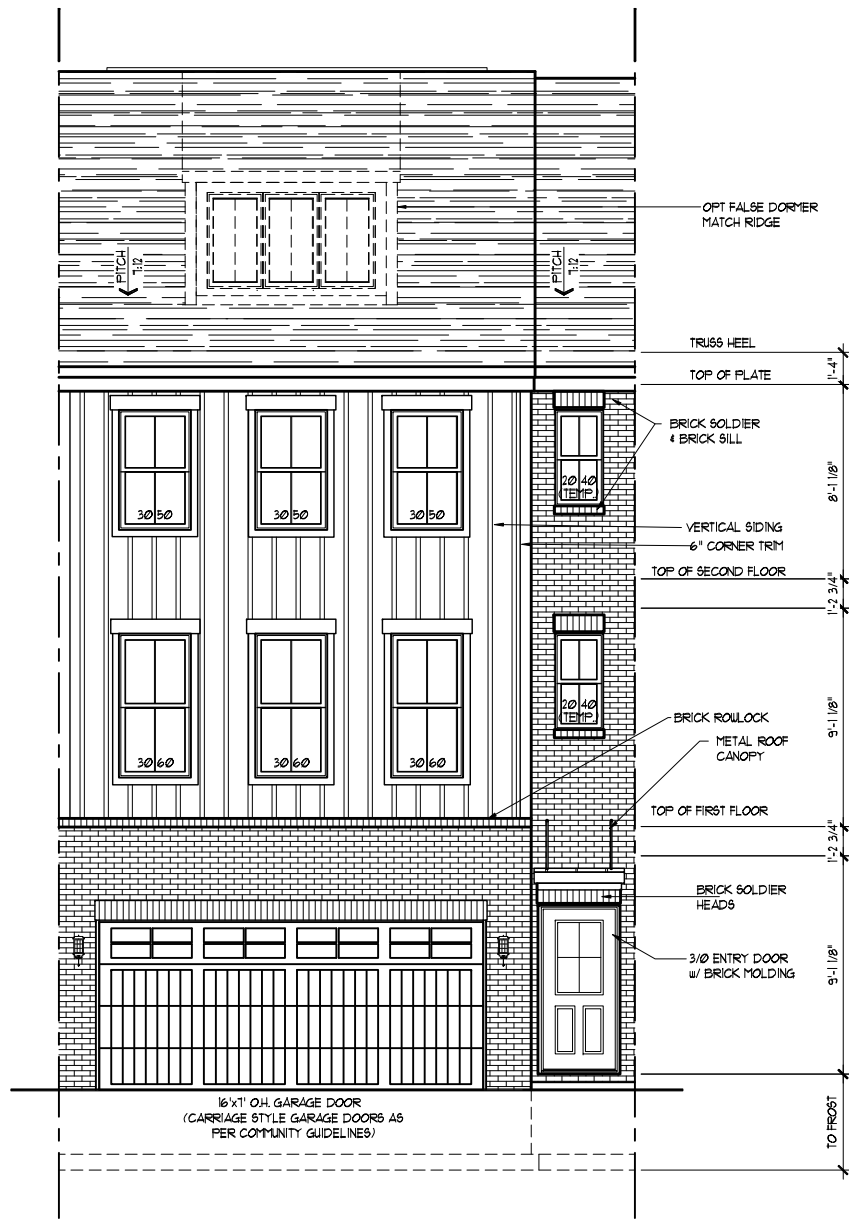 OPT FALSE DORMER
MATCH RIDGE
PITCH
7:12
PITCH
7:12
TRUSS HEEL
1'-4"
TOP OF PLATE
BRICK SOLDIER
& BRICK SILL
30 50
30 50
30 50
20 40
(TEMP.)
8'-1 1/8"
VERTICAL SIDING
6" CORNER TRIM
TOP OF SECOND FLOOR
1'-2 3/4"
30 60
30 60
30 60
20 40
(TEMP.)
9'-1 1/8"
BRICK ROWLOCK
METAL ROOF
CANOPY
TOP OF FIRST FLOOR
1'-2 3/4"
BRICK SOLDIER
HEADS
3/0 ENTRY DOOR
w/ BRICK MOLDING
9'-1 1/8"
16'x7' O.H. GARAGE DOOR
(CARRIAGE STYLE GARAGE DOORS AS
PER COMMUNITY GUIDELINES)
TO FROST